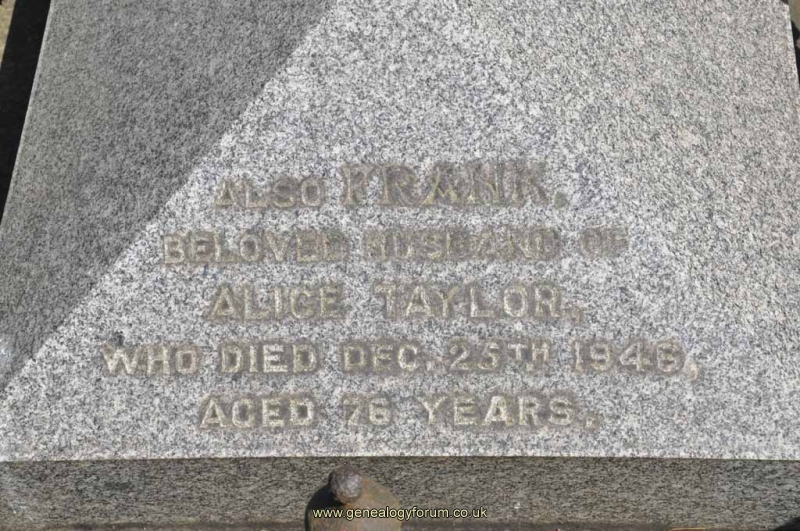 ALSO FRANK,
BELOVED HUSBAND OF
ALICE TAYLOR,
WHO DIED DEC. 25TH 1946,
AGED 76 YEARS.
www.genealogyforum.co.uk